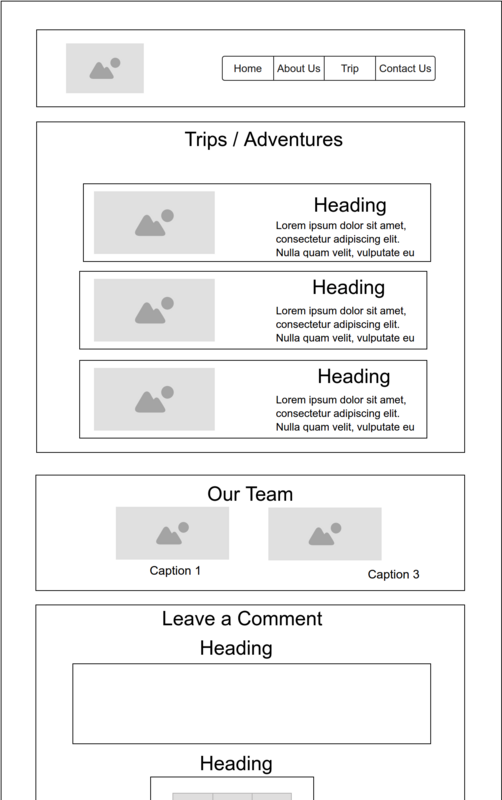 Home About Us Trip Contact Us
Trips / Adventures
Heading
Lorem ipsum dolor sit amet,
consectetur adipiscing elit.
Nulla quam velit, vulputate eu
Heading
Lorem ipsum dolor sit amet,
consectetur adipiscing elit.
Nulla quam velit, vulputate eu
Heading
Lorem ipsum dolor sit amet,
consectetur adipiscing elit.
Nulla quam velit, vulputate eu
Our Team
Caption 1
Caption 3
Leave a Comment
Heading
Heading